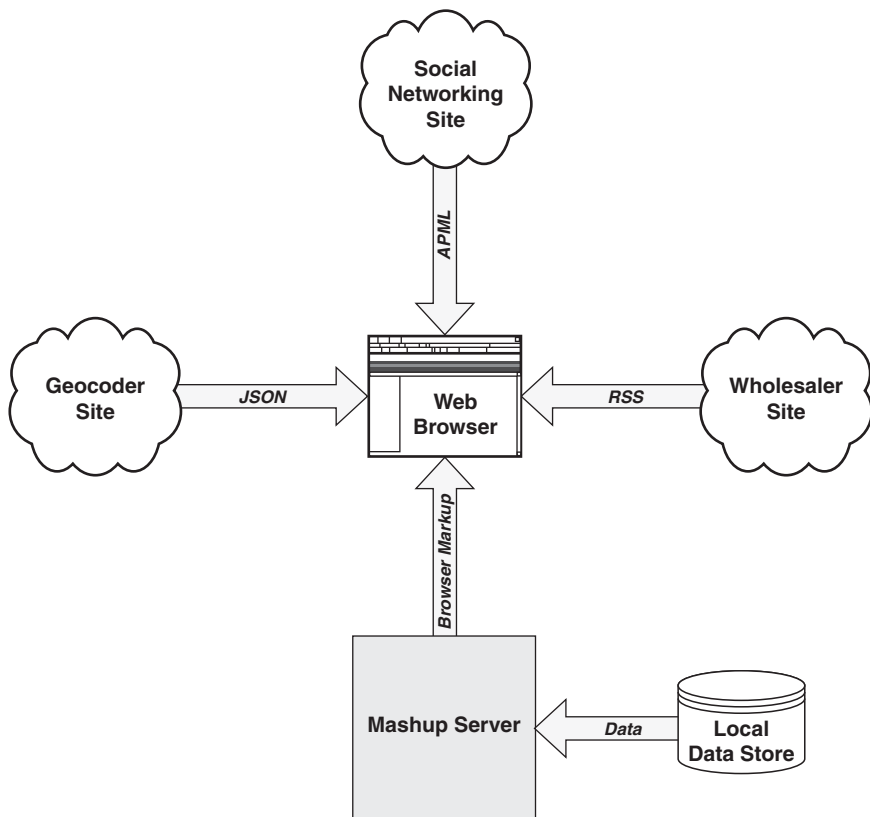 Social
Networking
Site
APML
Geocoder
Site
JSON
Web
Browser
RSS
Wholesaler
Site
Browser Markup
Mashup Server
Data
Local
Data Store